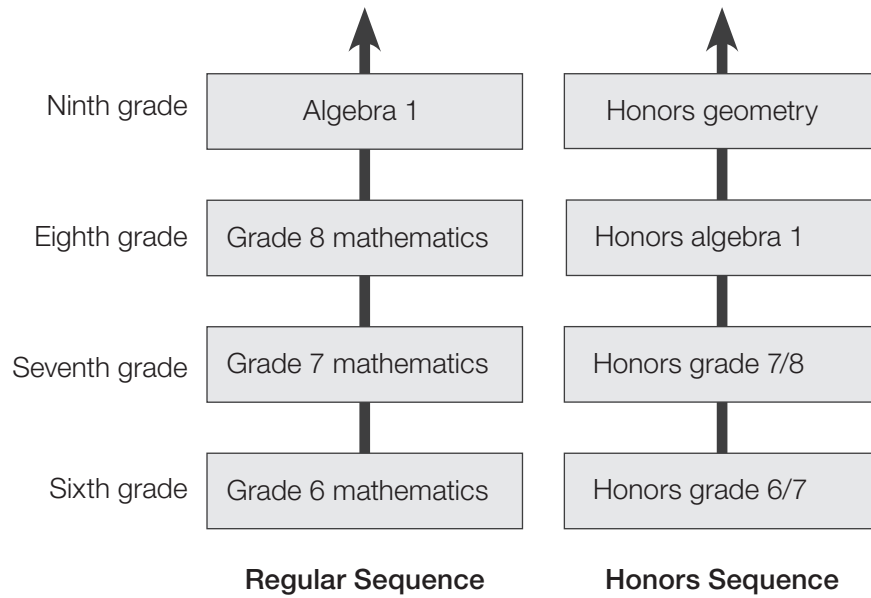 Ninth grade
Algebra 1
Honors geometry
Eighth grade
Grade 8 mathematics
Honors algebra 1
Seventh grade
Grade 7 mathematics
Honors grade 7/8
Sixth grade
Grade 6 mathematics
Honors grade 6/7
Regular Sequence
Honors Sequence